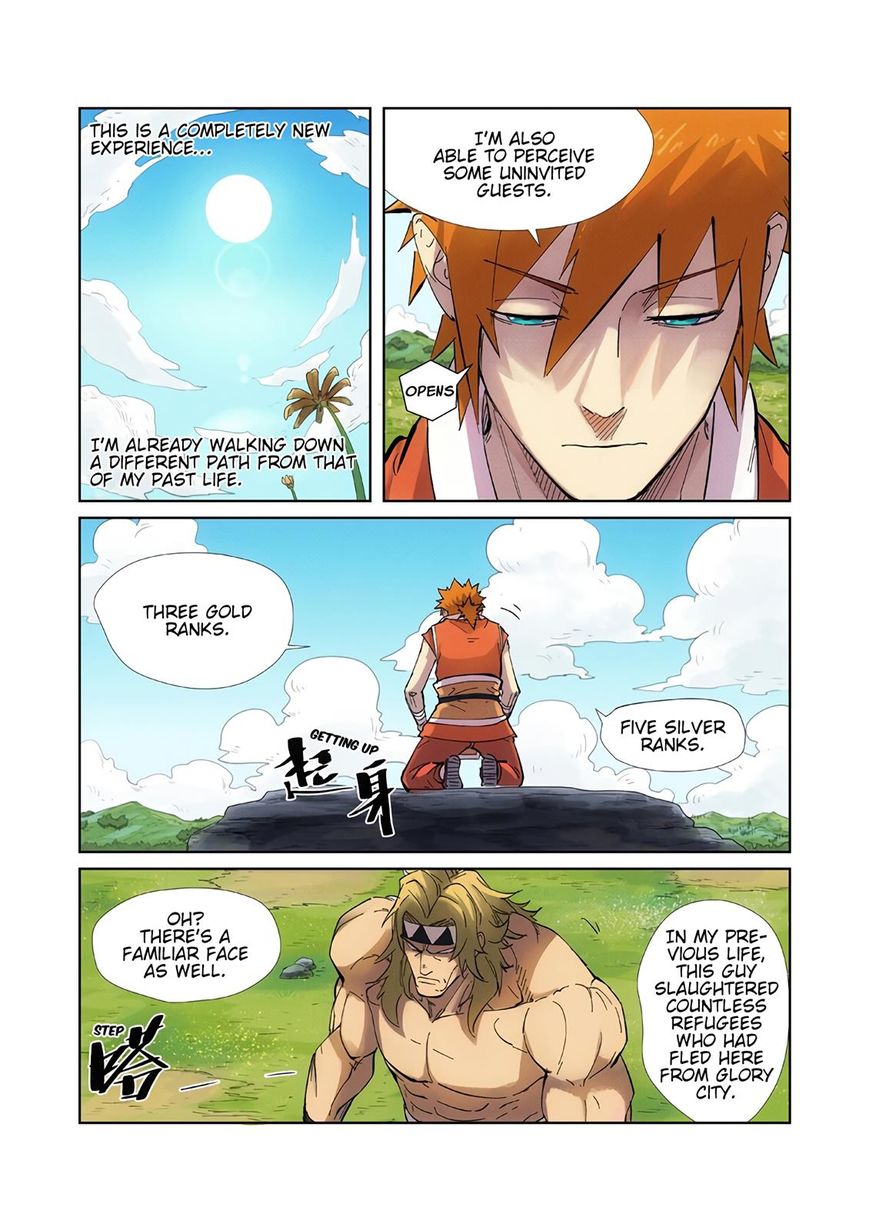 THIS IS A COMPLETELY NEW
EXPERIENCE...
I'M ALREADY WALKING DOWN
A DIFFERENT PATH FROM THAT
OF MY PAST LIFE.
I'M ALSO
ABLE TO PERCEIVE
SOME UNINVITED
GUESTS.
OPENS
THREE GOLD
RANKS.
GETTING UP
起身
FIVE SILVER
RANKS.
OH?
THERE'S A
FAMILIAR FACE
AS WELL.
STEP
嗒
IN MY PRE-
VIOUS LIFE,
THIS GUY
SLAUGHTERED
COUNTLESS
REFUGEES
WHO HAD
FLED HERE
FROM GLORY
CITY.